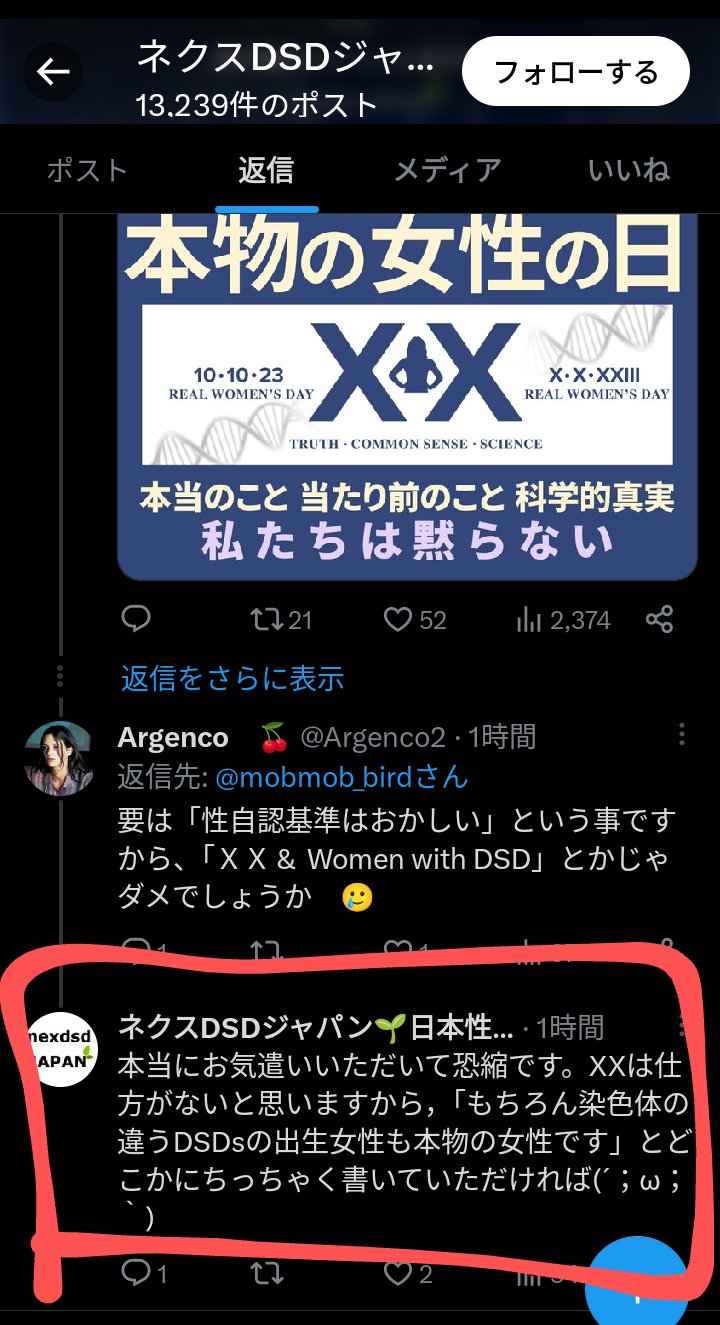 ネクスDSDジャ...
13,239件のポスト
フォローする
ポスト
返信
メディア
いいね
本物の女性の日
10·10·23
REAL WOMEN'S DAY
XX
X·X·XXIII
REAL WOMEN'S DAY
TRUTH · COMMON SENSE · SCIENCE
本当のこと 当たり前のこと 科学的真実
私たちは黙らない
21
52
2,374
返信をさらに表示
Argenco 🍒 @Argenco2 · 1時間
返信先: @mobmob_birdさん
要は「性自認基準はおかしい」という事です
から、「ＸＸ＆ Women with DSD」とかじゃ
ダメでしょうか 🥲
1
1
nexdsd
JAPAN
ネクスDSDジャパン🌱日本性... · 1時間
本当にお気遣いいただいて恐縮です。XXは仕
方がないと思いますから，「もちろん染色体の
違うDSDsの出生女性も本物の女性です」とど
こかにちっちゃく書いていただければ(´；ω；
｀)
1
2